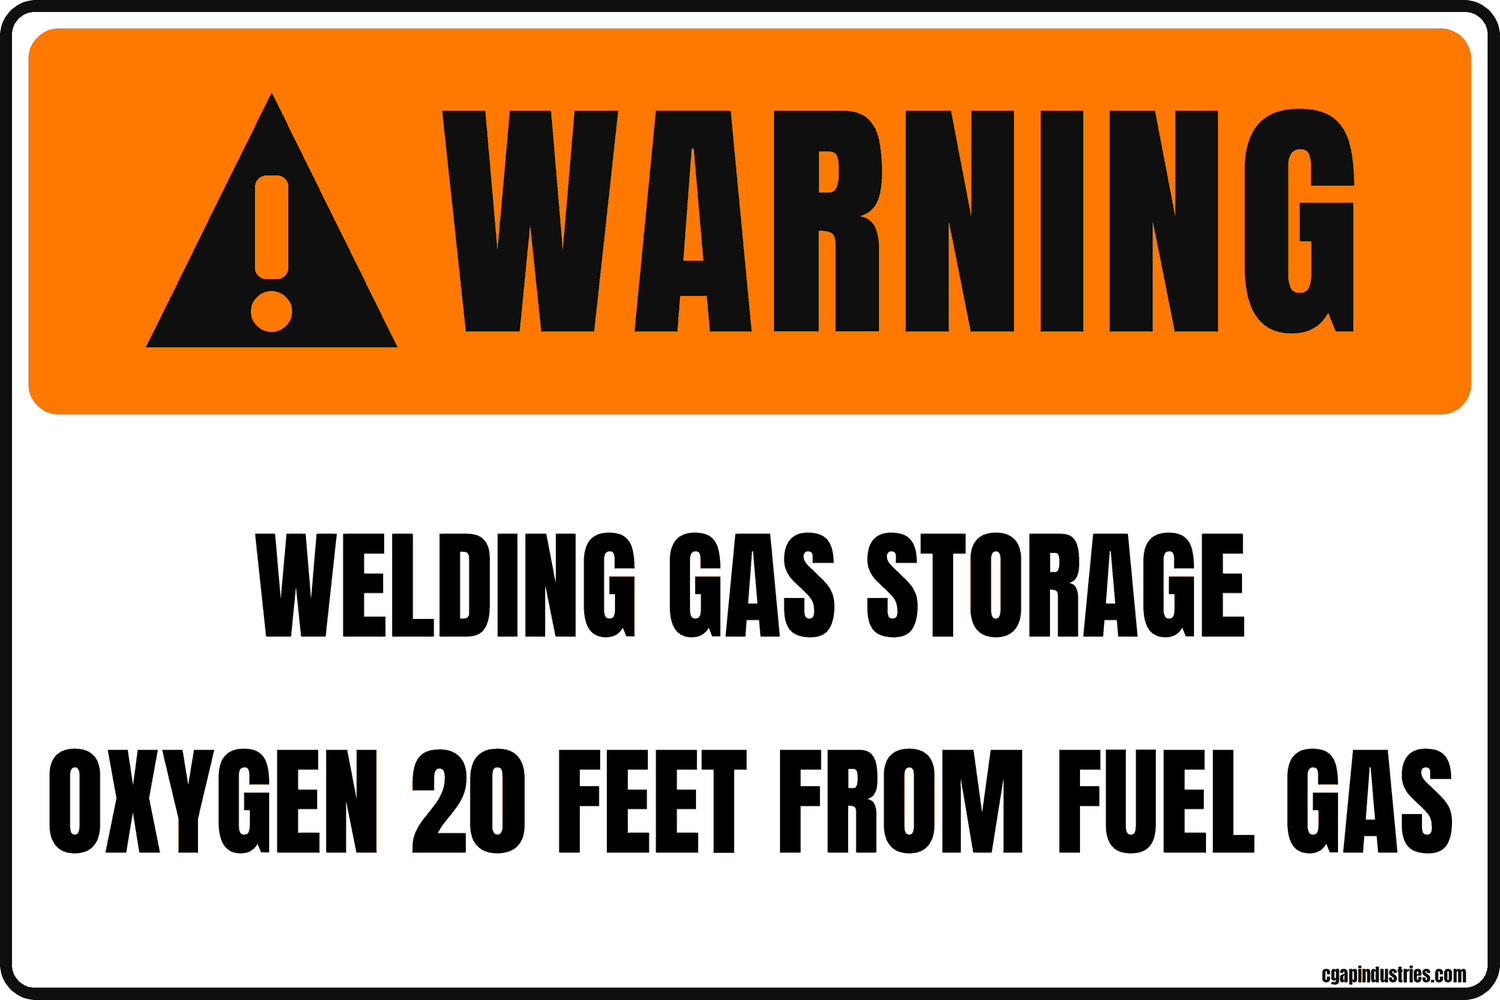 WARNING
WELDING GAS STORAGE
OXYGEN 20 FEET FROM FUEL GAS
cgapindustries.com